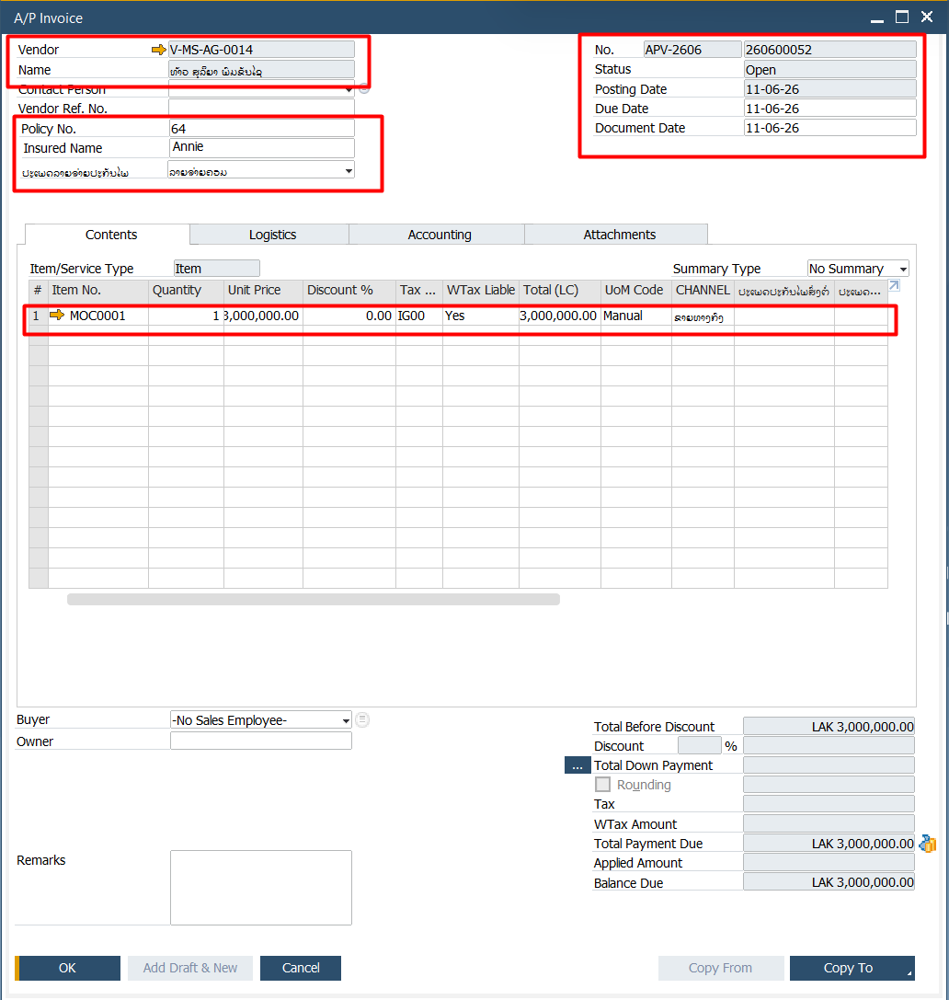 A/P Invoice
Vendor V-MS-AG-0014
Name ທ້າວ ສຸລິຍາ ພິມຂັນໄຊ
Contact Person
Vendor Ref. No.
Policy No. 64
Insured Name Annie
ປະເພດລາຍຈ່າຍປະກັນໄພ ລາຍຈ່າຍຄອມ
No. APV-2606 260600052
Status Open
Posting Date 11-06-26
Due Date 11-06-26
Document Date 11-06-26
Contents Logistics Accounting Attachments
Item/Service Type Item
Summary Type No Summary
# Item No. Quantity Unit Price Discount % Tax ... WTax Liable Total (LC) UoM Code CHANNEL ປະເພດປະກັນໄພສົ່ງຕໍ່ ປະເພດ...
1 MOC0001 1 3,000,000.00 0.00 IG00 Yes 3,000,000.00 Manual ຂາຍທາງກົງ
Buyer -No Sales Employee-
Owner
Total Before Discount LAK 3,000,000.00
Discount %
... Total Down Payment
Rounding
Tax
WTax Amount
Total Payment Due LAK 3,000,000.00
Applied Amount
Balance Due LAK 3,000,000.00
Remarks
OK Add Draft & New Cancel Copy From Copy To